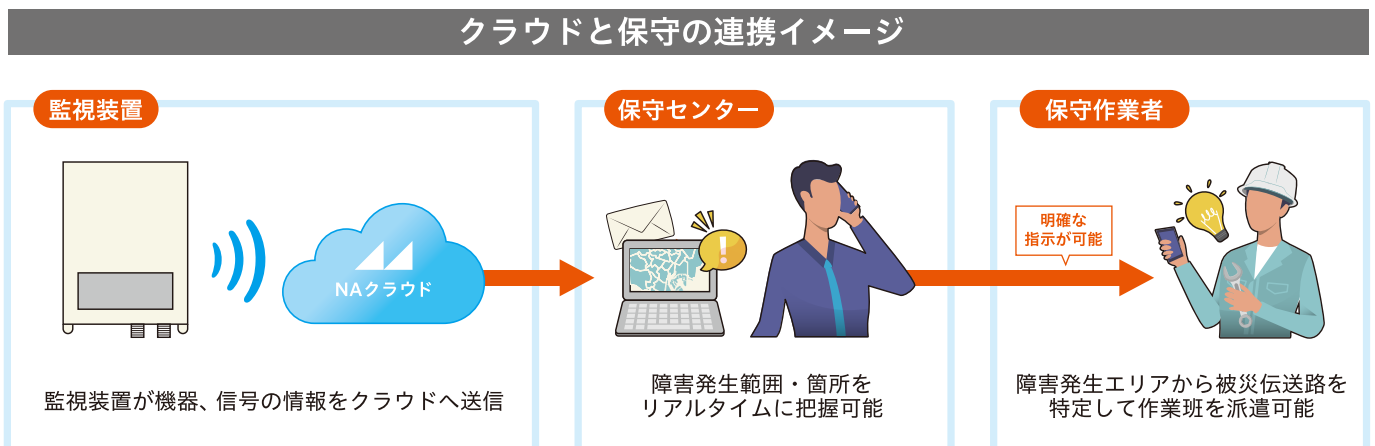 クラウドと保守の連携イメージ
監視装置
NAクラウド
監視装置が機器、信号の情報をクラウドへ送信
保守センター
障害発生範囲・箇所を
リアルタイムに把握可能
保守作業者
明確な
指示が可能
障害発生エリアから被災伝送路を
特定して作業班を派遣可能